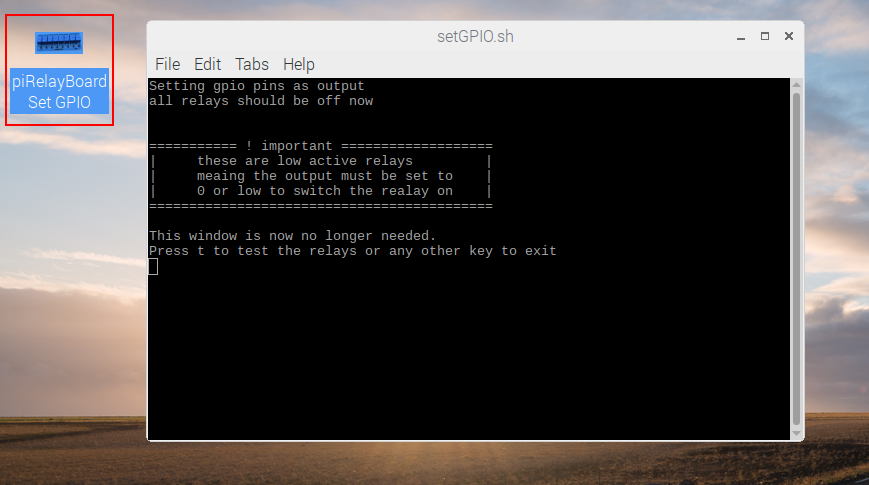 piRelayBoard
Set GPIO
setGPIO.sh
File Edit Tabs Help
Setting gpio pins as output
all relays should be off now
=========== ! important ===================
|     these are low active relays         |
|     meaing the output must be set to    |
|     0 or low to switch the realay on    |
===========================================
This window is now no longer needed.
Press t to test the relays or any other key to exit